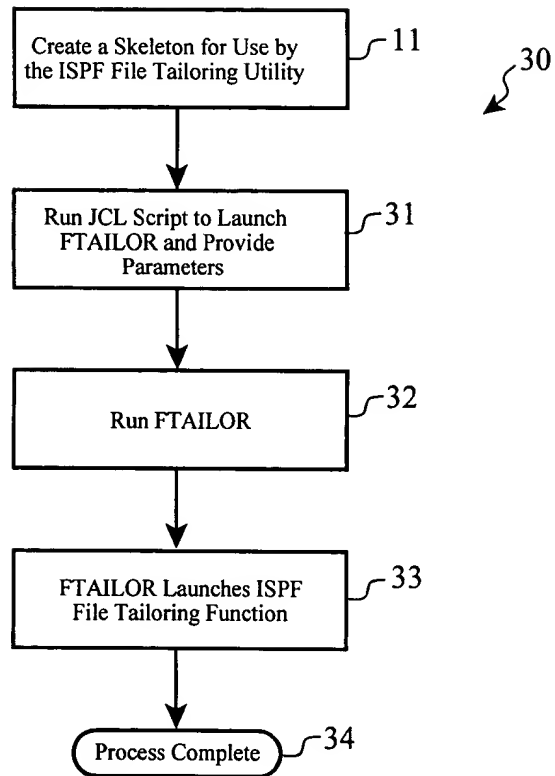 Create a Skeleton for Use by
the ISPF File Tailoring Utility
11
30
Run JCL Script to Launch
FTAILOR and Provide
Parameters
31
Run FTAILOR
32
FTAILOR Launches ISPF
File Tailoring Function
33
Process Complete
34